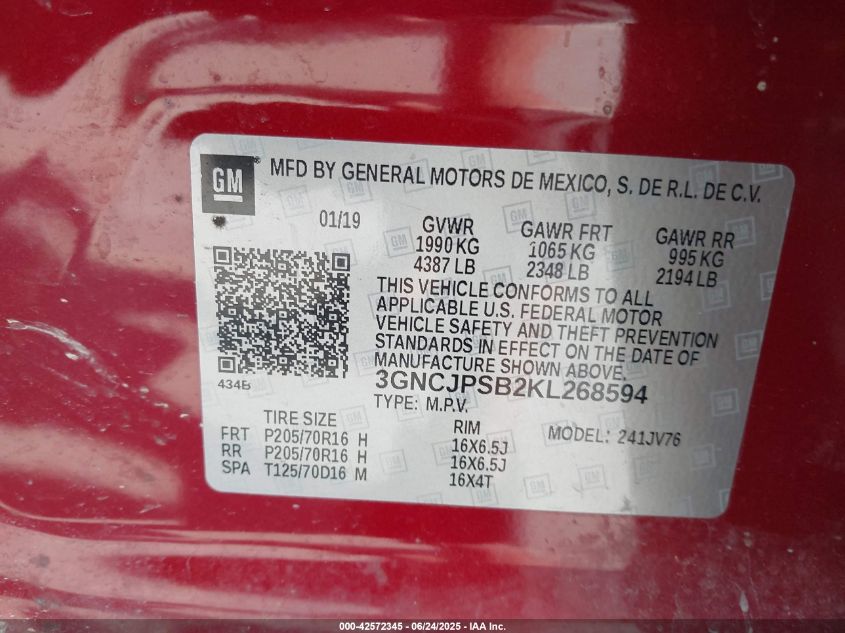 GM
MFD BY GENERAL MOTORS DE MEXICO, S. DE R.L. DE C.V.
01/19
GVWR GAWR FRT GAWR RR
1990 KG 1065 KG 995 KG
4387 LB 2348 LB 2194 LB
THIS VEHICLE CONFORMS TO ALL
APPLICABLE U.S. FEDERAL MOTOR
VEHICLE SAFETY AND THEFT PREVENTION
STANDARDS IN EFFECT ON THE DATE OF
MANUFACTURE SHOWN ABOVE.
3GNCJPSB2KL268594
434B
TYPE: M.P.V.
TIRE SIZE RIM MODEL: 241JV76
FRT P205/70R16 H 16X6.5J
RR P205/70R16 H 16X6.5J
SPA T125/70D16 M 16X4T
000-42572345 - 06/24/2025 - IAA Inc.